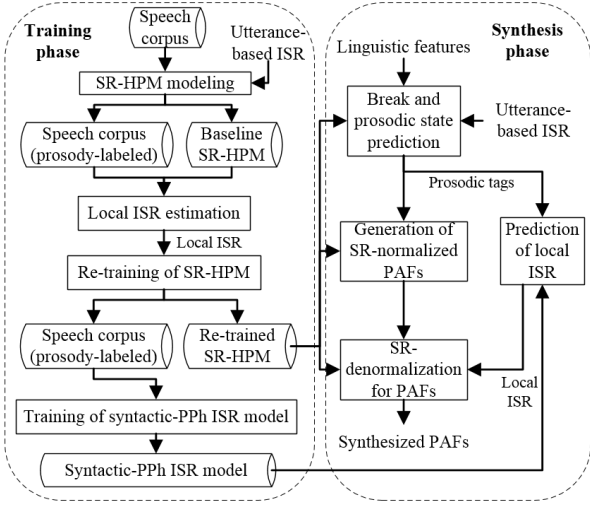 Training
phase
Speech
corpus
Utterance-
based ISR
SR-HPM modeling
Speech corpus
(prosody-labeled)
Baseline
SR-HPM
Local ISR estimation
Local ISR
Re-training of SR-HPM
Speech corpus
(prosody-labeled)
Re-trained
SR-HPM
Training of syntactic-PPh ISR model
Syntactic-PPh ISR model
Synthesis
phase
Linguistic features
Break and
prosodic state
prediction
Utterance-
based ISR
Prosodic tags
Generation of
SR-normalized
PAFs
Prediction
of local
ISR
SR-
denormalization
for PAFs
Local
ISR
Synthesized PAFs